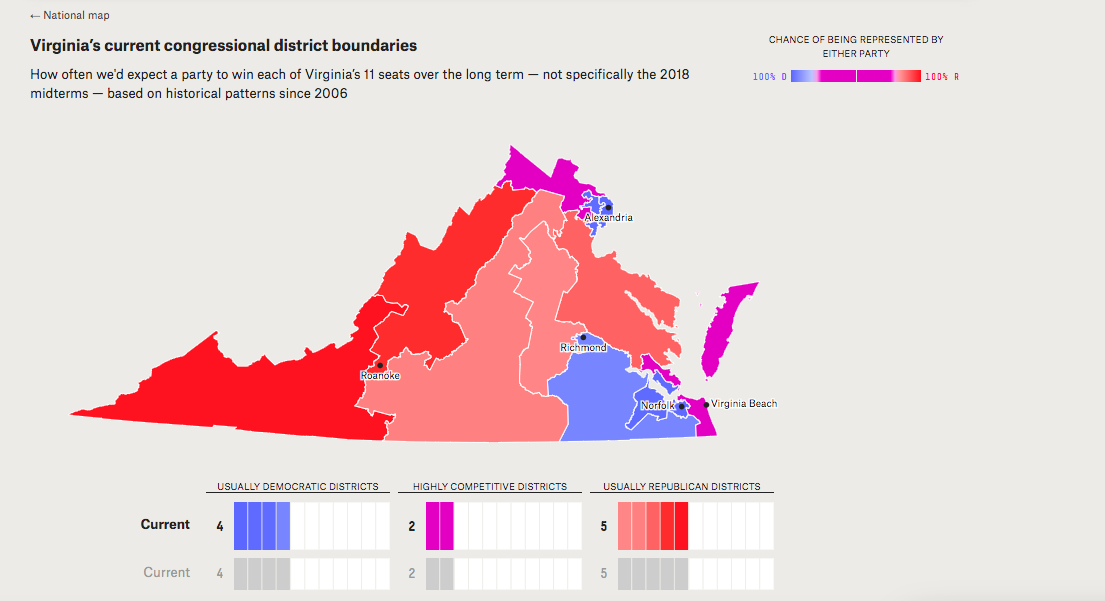 ← National map
Virginia's current congressional district boundaries
How often we'd expect a party to win each of Virginia's 11 seats over the long term — not specifically the 2018
midterms — based on historical patterns since 2006
CHANCE OF BEING REPRESENTED BY
EITHER PARTY
100% D
100% R
Alexandria
Richmond
Roanoke
Norfolk
Virginia Beach
USUALLY DEMOCRATIC DISTRICTS
HIGHLY COMPETITIVE DISTRICTS
USUALLY REPUBLICAN DISTRICTS
Current 4 2 5
Current 4 2 5